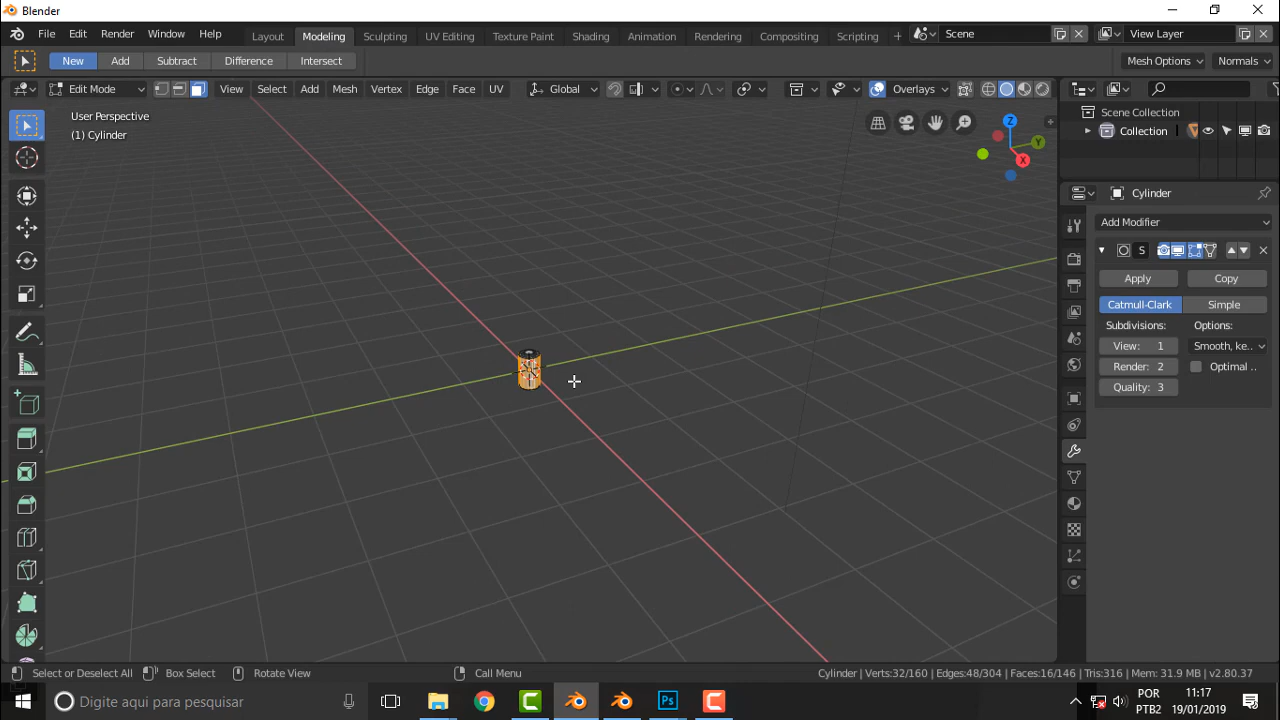 Blender
File Edit Render Window Help Layout Modeling Sculpting UV Editing Texture Paint Shading Animation Rendering Compositing Scripting + Scene View Layer
New Add Subtract Difference Intersect Mesh Options Normals
Edit Mode View Select Add Mesh Vertex Edge Face UV Global Overlays
User Perspective
(1) Cylinder
Z
Y
X
Scene Collection
Collection
Cylinder
Add Modifier
S
Apply Copy
Catmull-Clark Simple
Subdivisions: Options:
View: 1 Smooth, ke..
Render: 2 Optimal ..
Quality: 3
Select or Deselect All Box Select Rotate View Call Menu Cylinder | Verts:32/160 | Edges:48/304 | Faces:16/146 | Tris:316 | Mem: 31.9 MB | v2.80.37
Digite aqui para pesquisar
Ps
C
C
POR
PTB2
11:17
19/01/2019